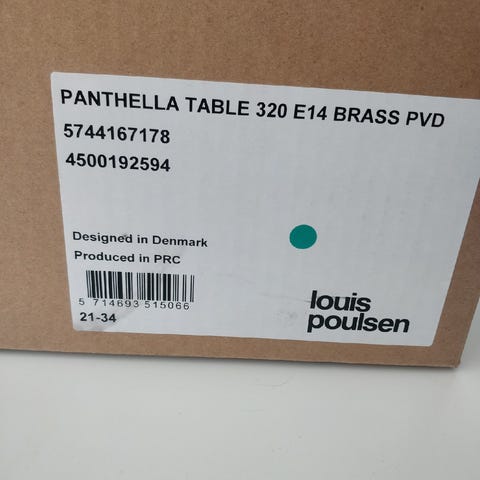 PANTHELLA TABLE 320 E14 BRASS PVD
5744167178
4500192594
Designed in Denmark
Produced in PRC
5 714693 515066
21-34
louis
poulsen